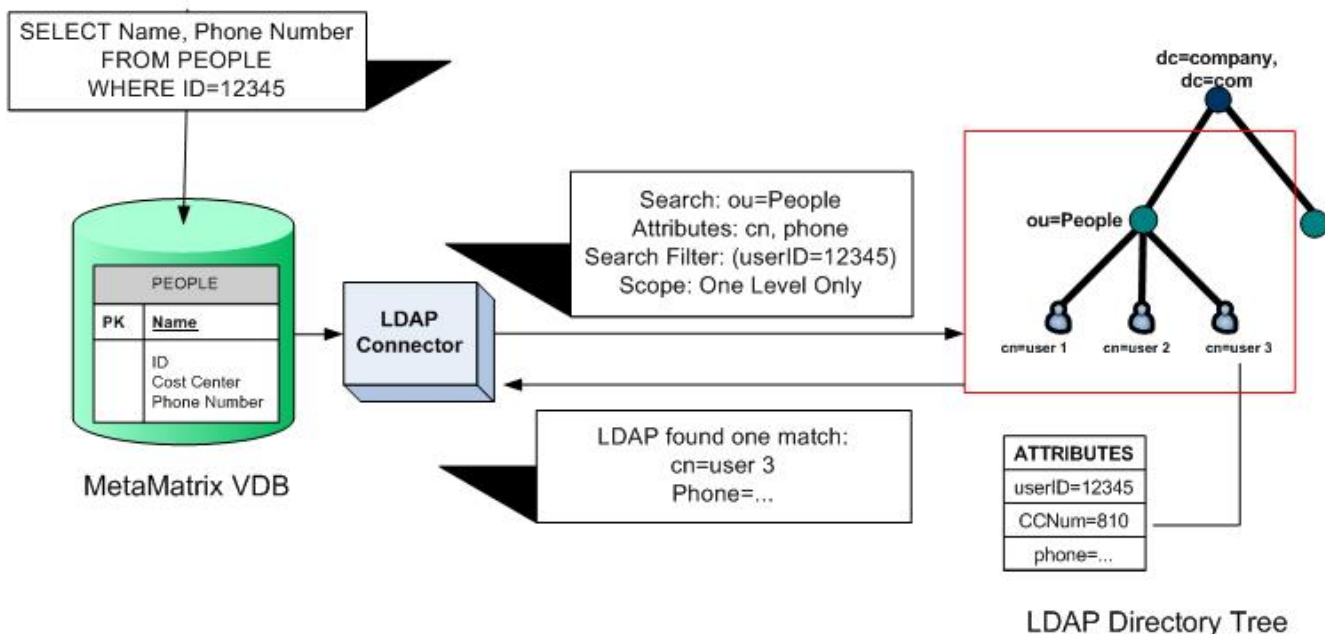 SELECT Name, Phone Number
FROM PEOPLE
WHERE ID=12345
dc=company,
dc=com
Search: ou=People
Attributes: cn, phone
Search Filter: (userID=12345)
Scope: One Level Only
ou=People
PEOPLE
PK Name
ID
Cost Center
Phone Number
LDAP
Connector
cn=user 1 cn=user 2 cn=user 3
LDAP found one match:
cn=user 3
Phone=...
MetaMatrix VDB
ATTRIBUTES
userID=12345
CCNum=810
phone=...
LDAP Directory Tree